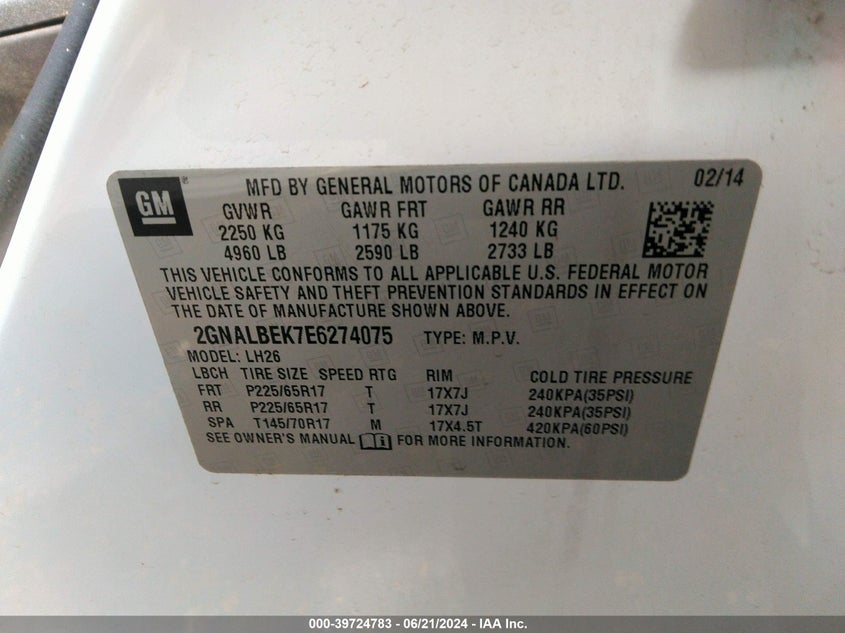 GM ® MFD BY GENERAL MOTORS OF CANADA LTD. 02/14
GVWR GAWR FRT GAWR RR
2250 KG 1175 KG 1240 KG
4960 LB 2590 LB 2733 LB
THIS VEHICLE CONFORMS TO ALL APPLICABLE U.S. FEDERAL MOTOR
VEHICLE SAFETY AND THEFT PREVENTION STANDARDS IN EFFECT ON
THE DATE OF MANUFACTURE SHOWN ABOVE.
2GNALBEK7E6274075 TYPE: M.P.V.
MODEL: LH26
LBCH TIRE SIZE SPEED RTG RIM COLD TIRE PRESSURE
FRT P225/65R17 T 17X7J 240KPA(35PSI)
RR P225/65R17 T 17X7J 240KPA(35PSI)
SPA T145/70R17 M 17X4.5T 420KPA(60PSI)
SEE OWNER'S MANUAL FOR MORE INFORMATION.
000-39724783 - 06/21/2024 - IAA Inc.